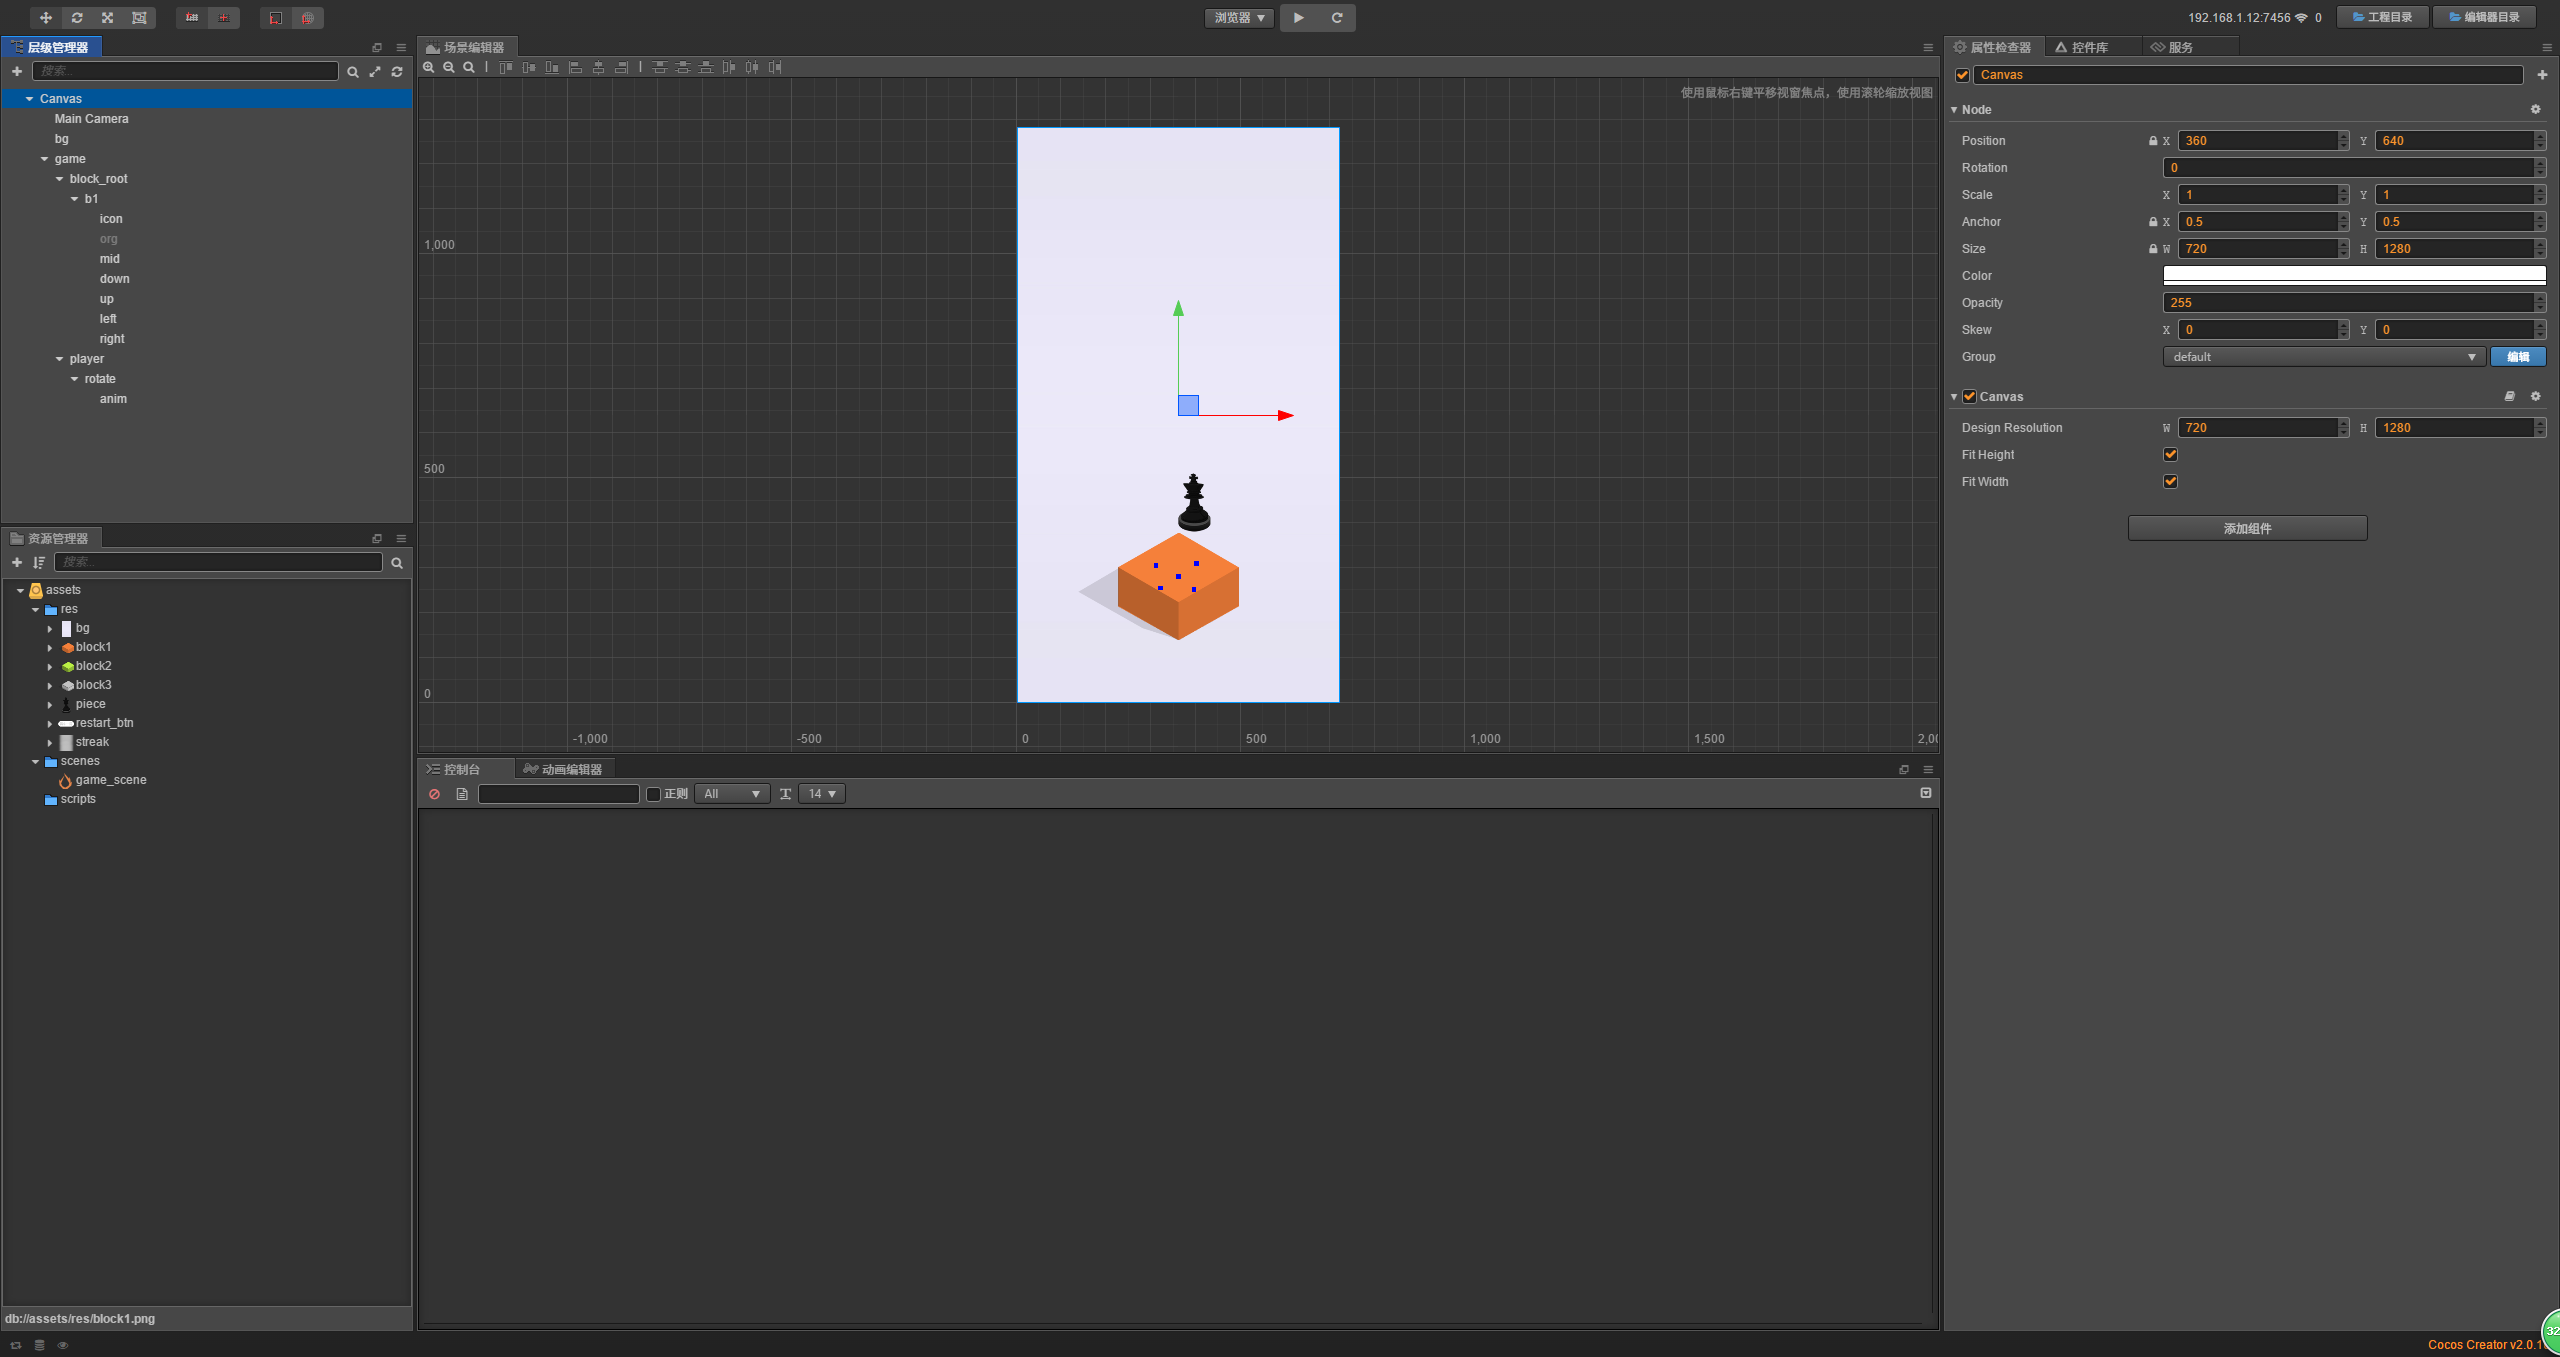 浏览器
192.168.1.12:7456
0
工程目录
编辑器目录
层级管理器
搜索...
Canvas
Main Camera
bg
game
block_root
b1
icon
org
mid
down
up
left
right
player
rotate
anim
资源管理器
搜索...
assets
res
bg
block1
block2
block3
piece
restart_btn
streak
scenes
game_scene
scripts
db://assets/res/block1.png
场景编辑器
使用鼠标右键平移视窗焦点，使用滚轮缩放视图
1,000
500
0
-1,000
-500
0
500
1,000
1,500
2,00
控制台
动画编辑器
正则
All
14
属性检查器
控件库
服务
Canvas
Node
Position X 360 Y 640
Rotation 0
Scale X 1 Y 1
Anchor X 0.5 Y 0.5
Size W 720 H 1280
Color
Opacity 255
Skew X 0 Y 0
Group default 编辑
Canvas
Design Resolution W 720 H 1280
Fit Height
Fit Width
添加组件
Cocos Creator v2.0.1
32